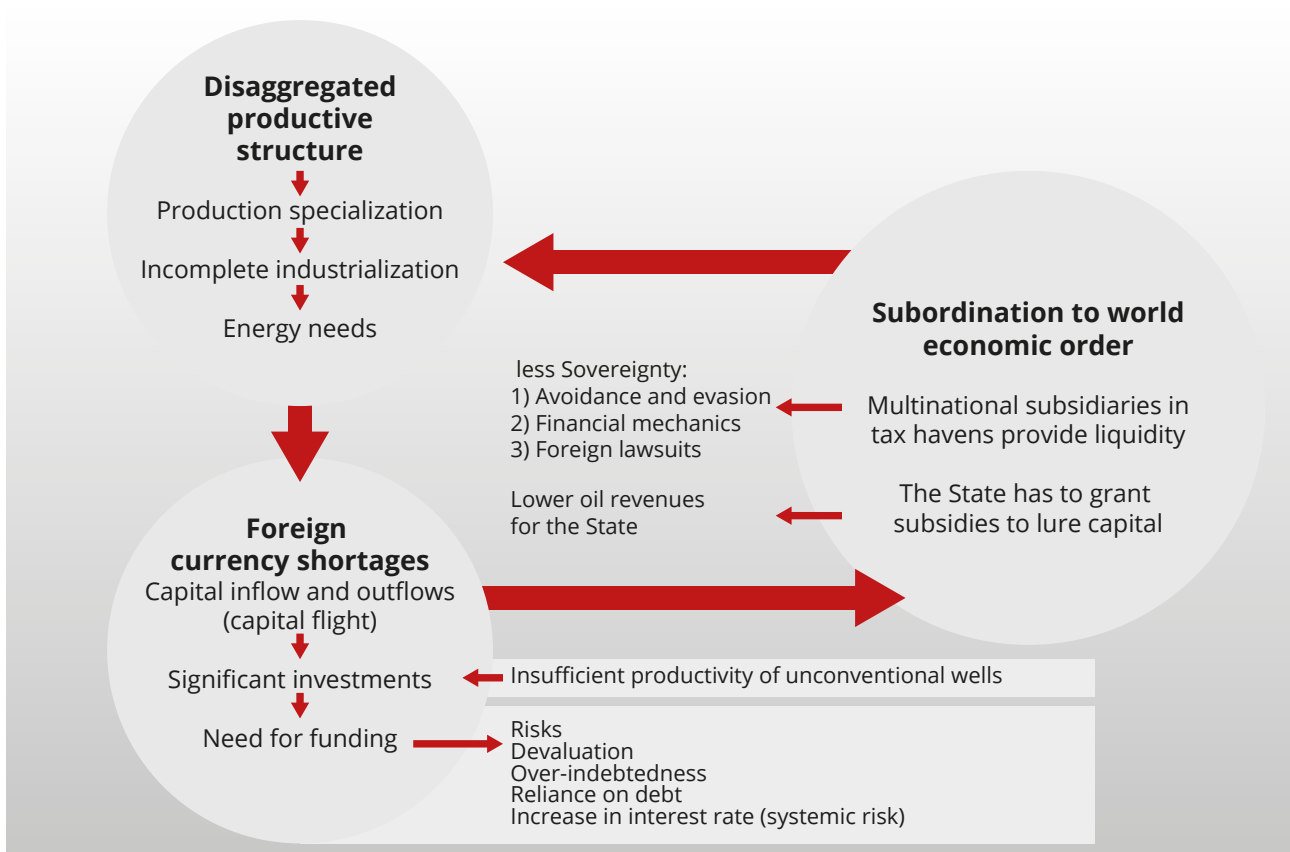 Disaggregated
productive
structure
Production specialization
Incomplete industrialization
Energy needs
Subordination to world
economic order
Multinational subsidiaries in
tax havens provide liquidity
The State has to grant
subsidies to lure capital
less Sovereignty:
1) Avoidance and evasion
2) Financial mechanics
3) Foreign lawsuits
Lower oil revenues
for the State
Foreign
currency shortages
Capital inflow and outflows
(capital flight)
Significant investments
Need for funding
Insufficient productivity of unconventional wells
Risks
Devaluation
Over-indebtedness
Reliance on debt
Increase in interest rate (systemic risk)